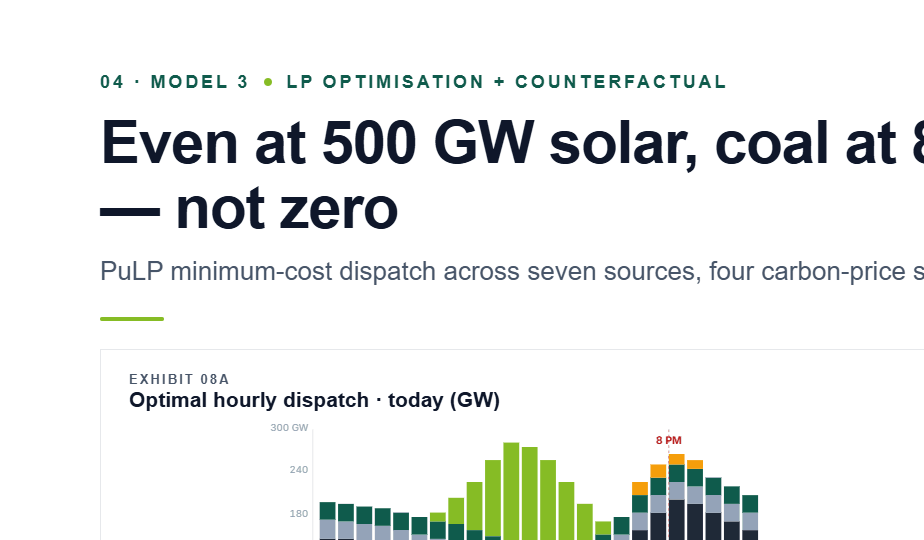 04 · MODEL 3 ● LP OPTIMISATION + COUNTERFACTUAL
Even at 500 GW solar, coal at
— not zero
PuLP minimum-cost dispatch across seven sources, four carbon-price
EXHIBIT 08A
Optimal hourly dispatch · today (GW)
300 GW
8 PM
240
180